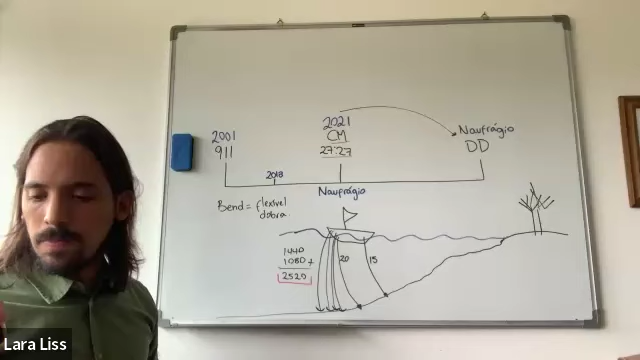 2001
911
2018
2021
CM
27:27
Naufrágio
Naufrágio
DD
Bend = flexível
dobra.
1440
1080+
2520
20
15
Lara Liss